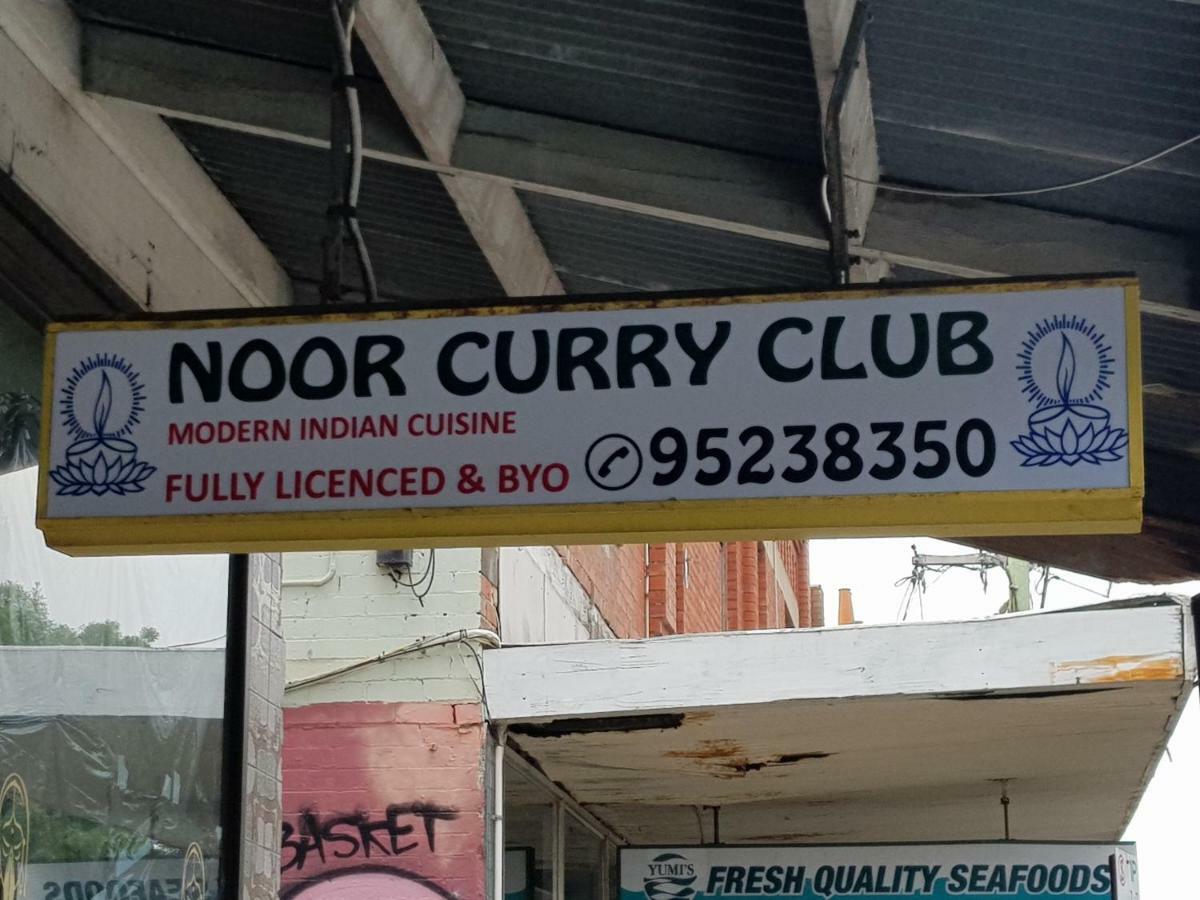 NOOR CURRY CLUB
MODERN INDIAN CUISINE
FULLY LICENCED & BYO
95238350
BASKET
YUMI'S
FRESH QUALITY SEAFOODS